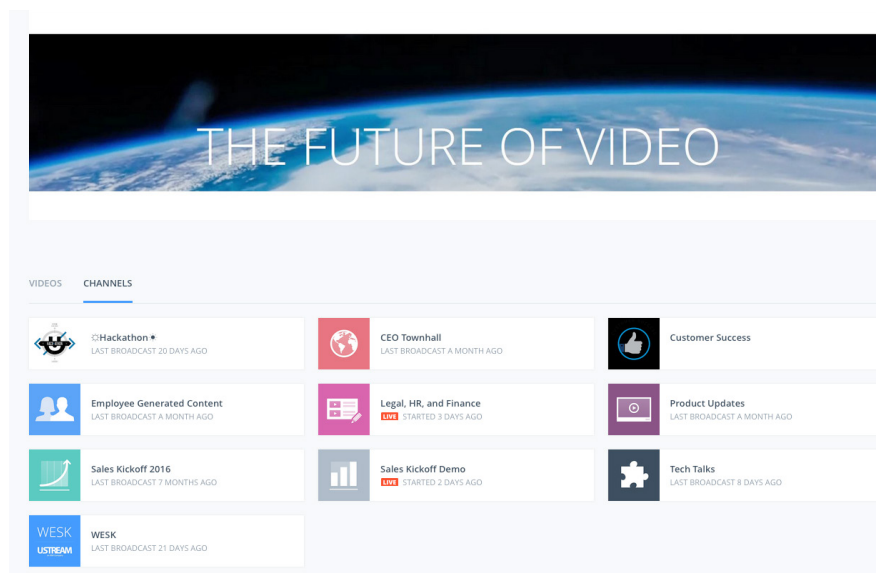 THE FUTURE OF VIDEO
VIDEOS CHANNELS
Hackathon
LAST BROADCAST 20 DAYS AGO
CEO Townhall
LAST BROADCAST A MONTH AGO
Customer Success
Employee Generated Content
LAST BROADCAST A MONTH AGO
Legal, HR, and Finance
LIVE STARTED 3 DAYS AGO
Product Updates
LAST BROADCAST A MONTH AGO
Sales Kickoff 2016
LAST BROADCAST 7 MONTHS AGO
Sales Kickoff Demo
LIVE STARTED 2 DAYS AGO
Tech Talks
LAST BROADCAST 8 DAYS AGO
WESK
USTREAM
WESK
LAST BROADCAST 21 DAYS AGO